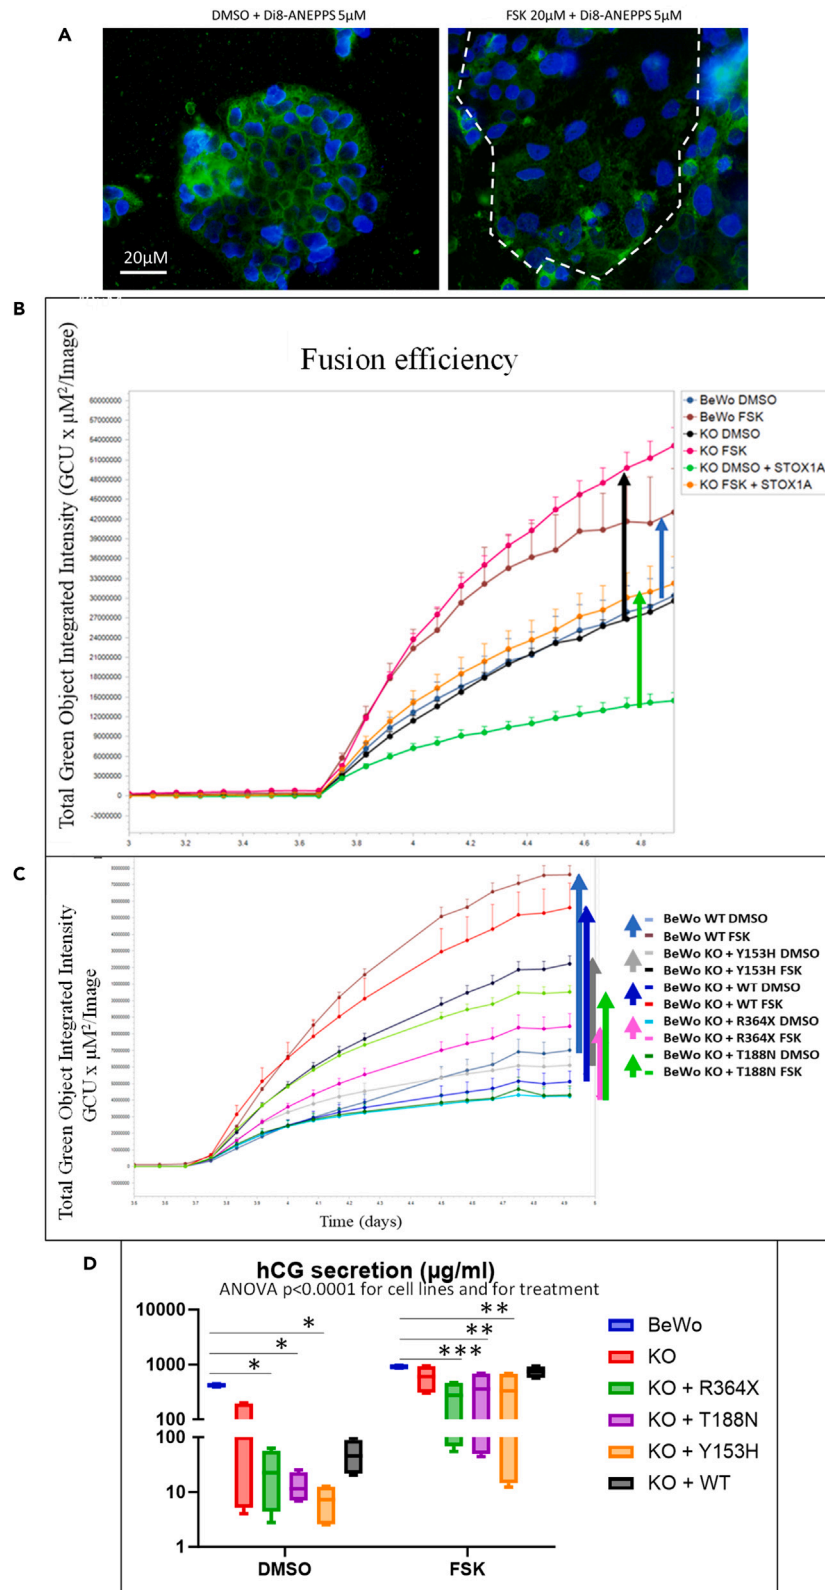 DMSO + Di8-ANEPPS 5µM
FSK 20µM + Di8-ANEPPS 5µM
A
20µM
B
Fusion efficiency
Total Green Object Integrated Intensity (GCU x µM²/Image)
60000000
57000000
54000000
51000000
48000000
45000000
42000000
39000000
36000000
33000000
30000000
27000000
24000000
21000000
18000000
15000000
12000000
9000000
6000000
3000000
0
-3000000
3
3.2
3.4
3.6
3.8
4
4.2
4.4
4.6
4.8
BeWo DMSO
BeWo FSK
KO DMSO
KO FSK
KO DMSO + STOX1A
KO FSK + STOX1A
C
Total Green Object Integrated Intensity
GCU x µM²/Image
Time (days)
BeWo WT DMSO
BeWo WT FSK
BeWo KO + Y153H DMSO
BeWo KO + Y153H FSK
BeWo KO + WT DMSO
BeWo KO + WT FSK
BeWo KO + R364X DMSO
BeWo KO + R364X FSK
BeWo KO + T188N DMSO
BeWo KO + T188N FSK
D
hCG secretion (µg/ml)
ANOVA p<0.0001 for cell lines and for treatment
10000
1000
100
100
10
1
*
*
*
**
**
***
DMSO
FSK
BeWo
KO
KO + R364X
KO + T188N
KO + Y153H
KO + WT